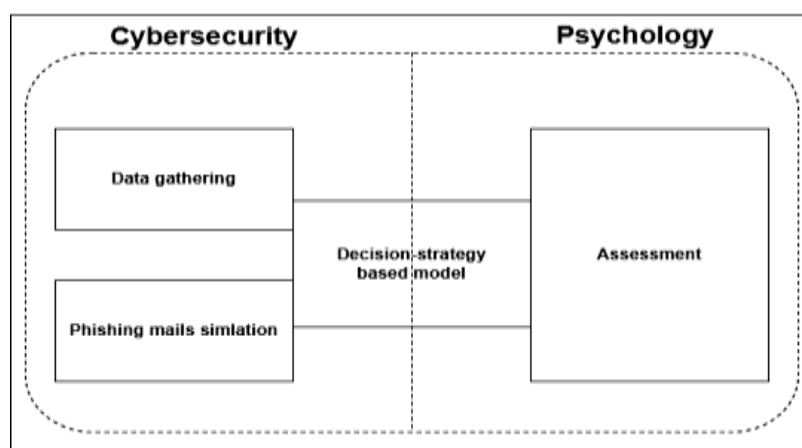 Cybersecurity
Psychology
Data gathering
Decision-strategy
based model
Assessment
Phishing mails simlation